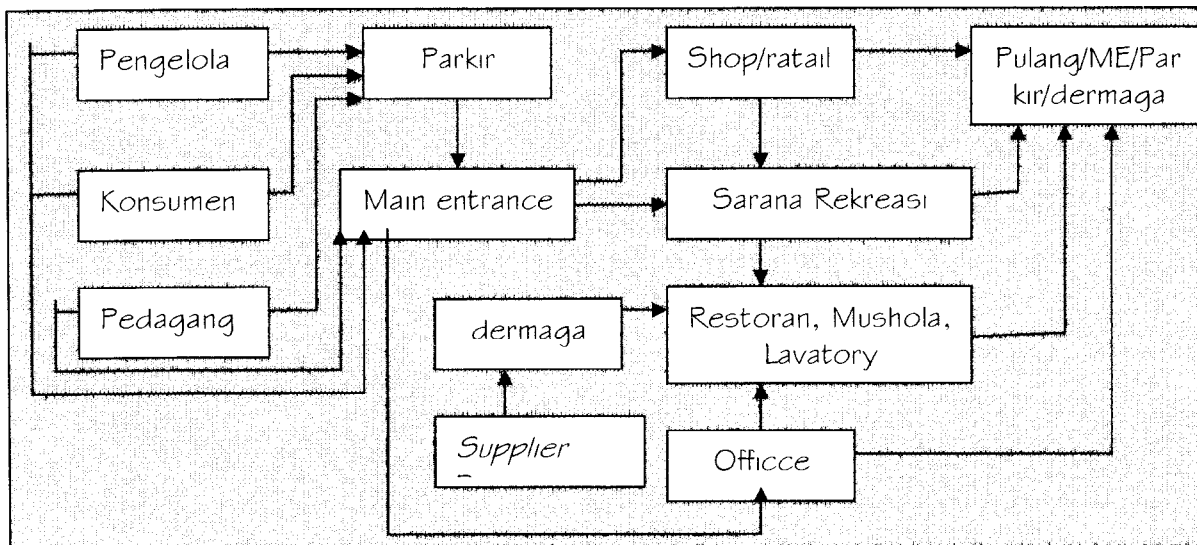 Pengelola
Parkir
Shop/ratail
Pulang/ME/Par
kir/dermaga
Konsumen
Main entrance
Sarana Rekreasi
Pedagang
dermaga
Restoran, Mushola,
Lavatory
Supplier
Officce